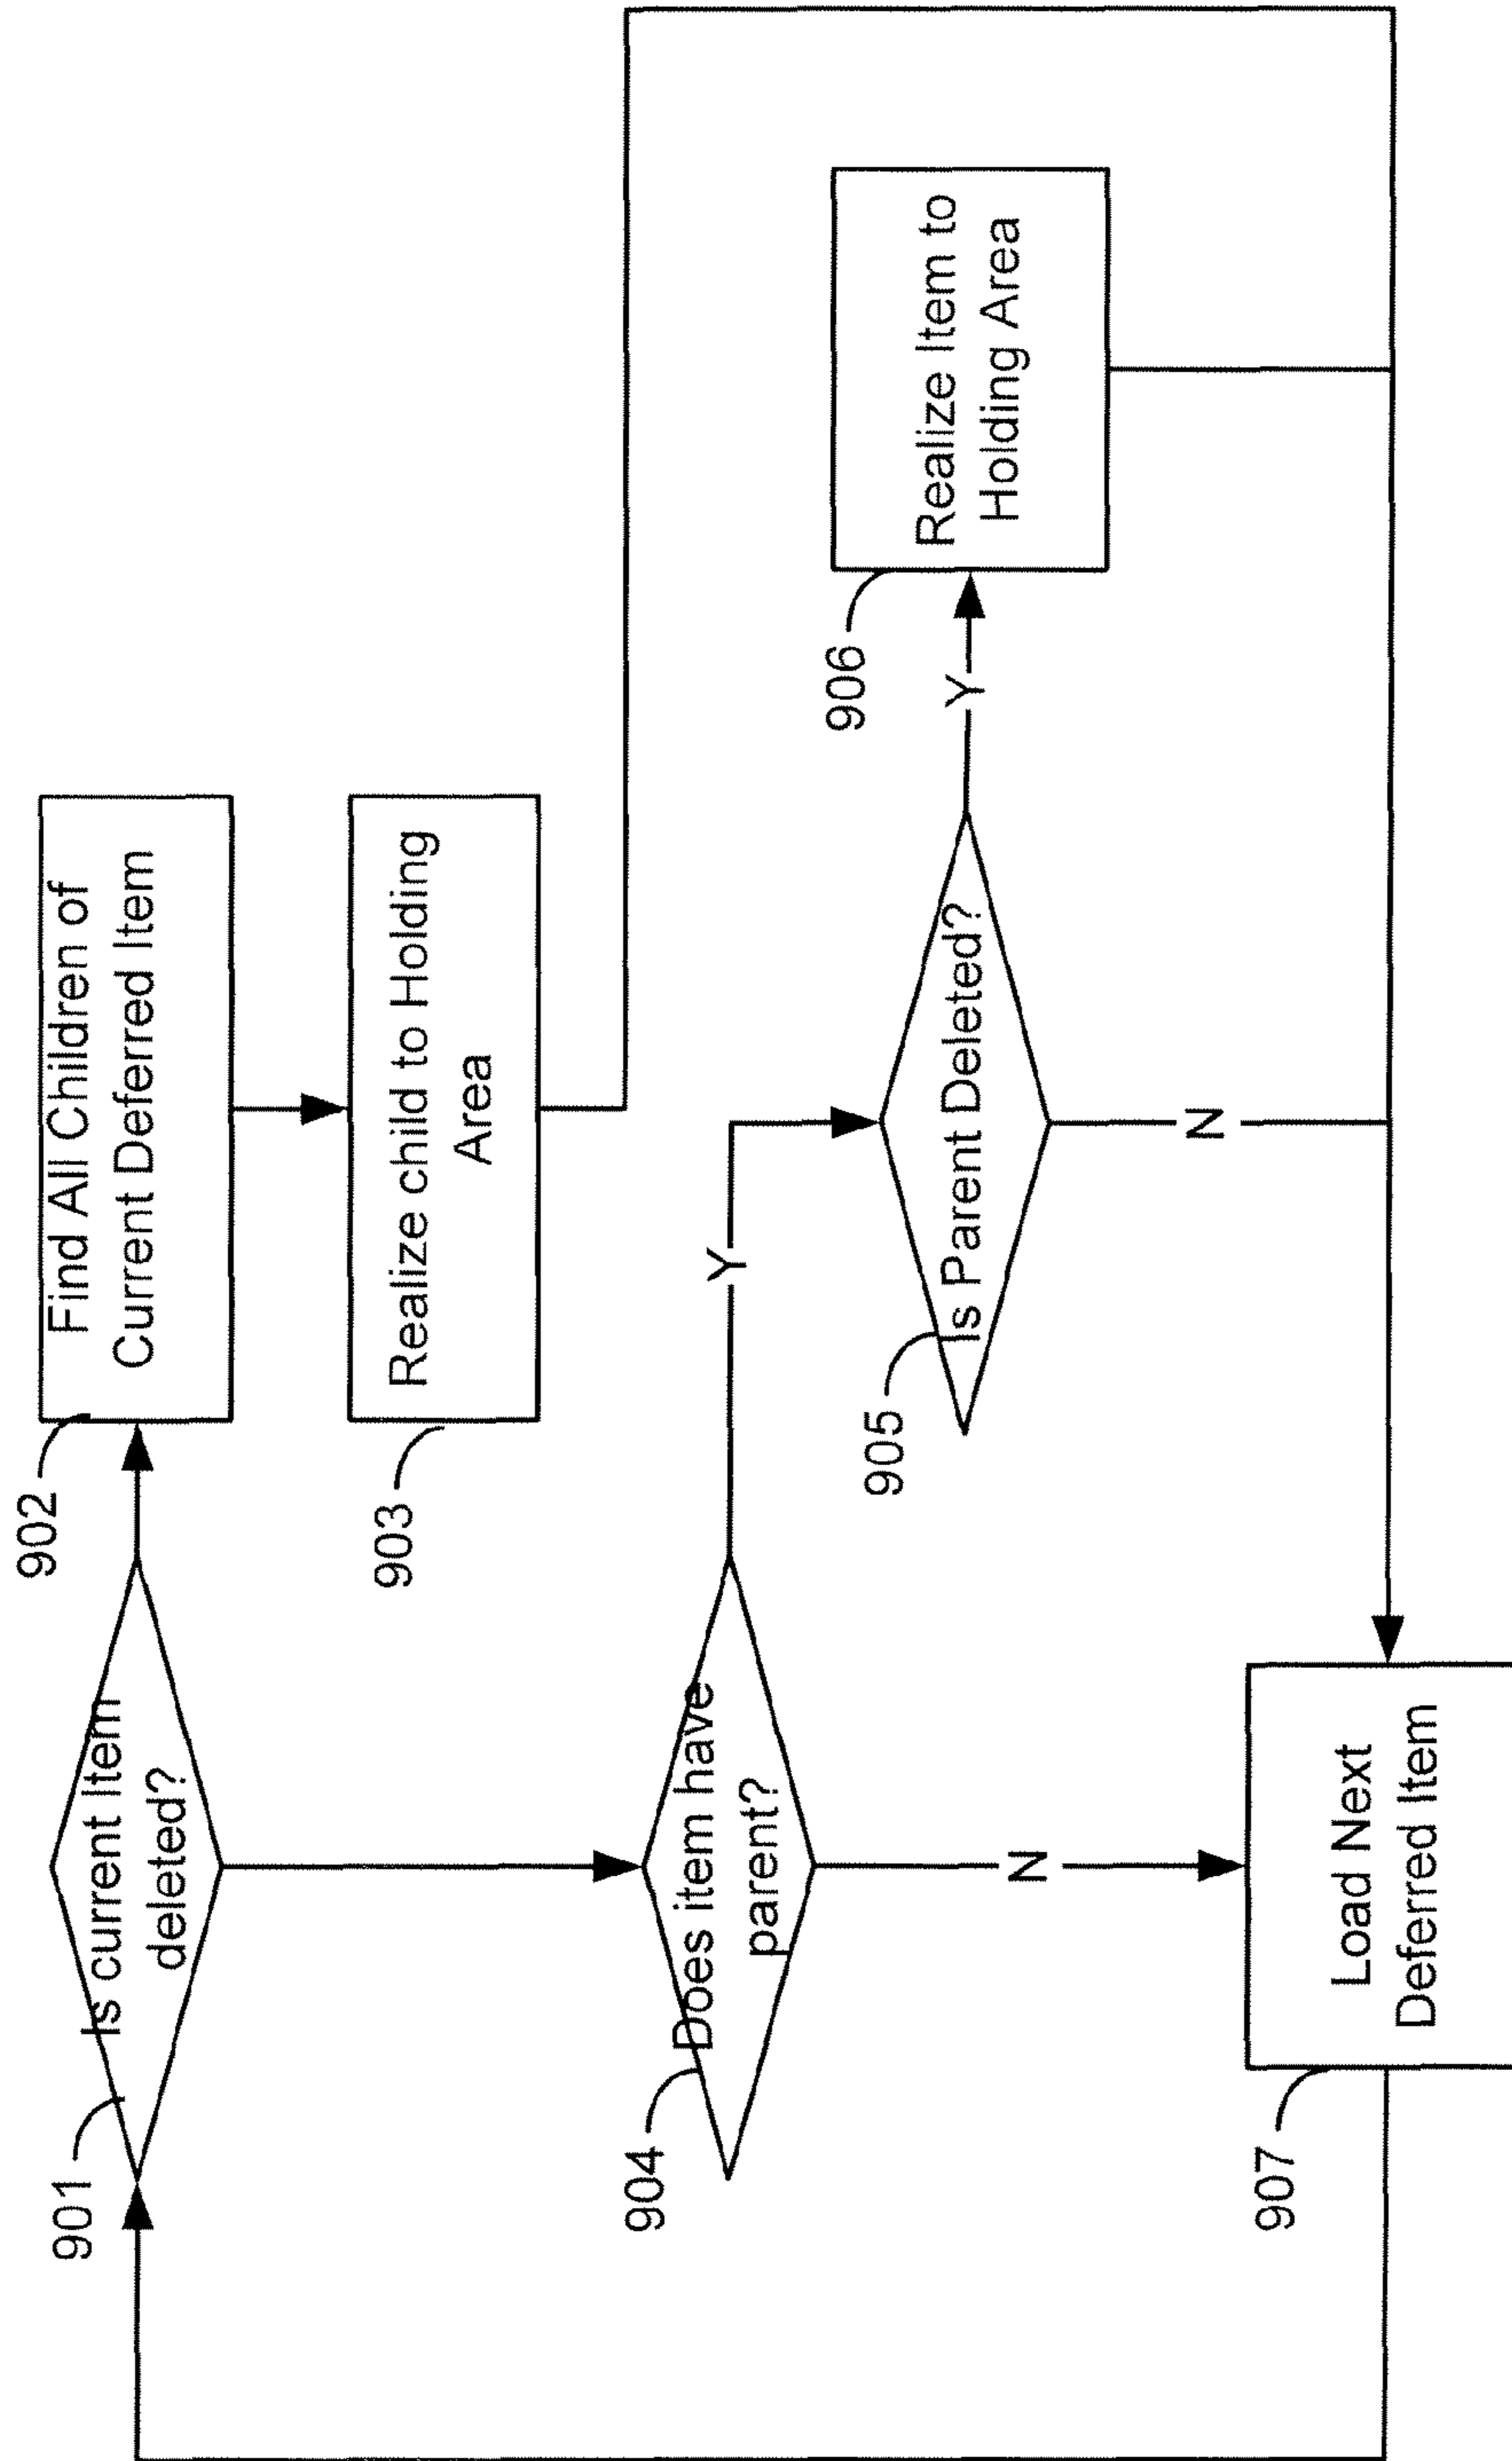 901
Is current Item
deleted?
902
Find All Children of
Current Deferred Item
903
Realize child to Holding
Area
904
Does item have
parent?
Y
N
905
Is Parent Deleted?
Y
N
906
Realize Item to
Holding Area
907
Load Next
Deferred Item